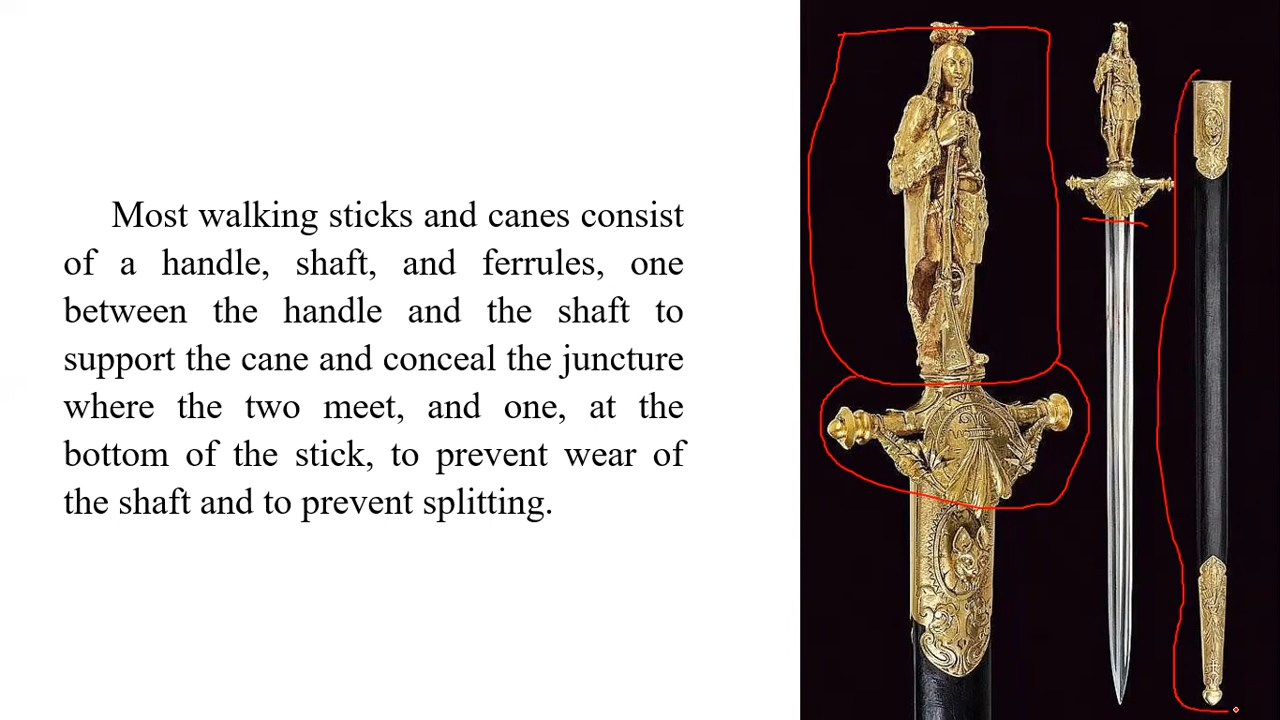 Most walking sticks and canes consist
of a handle, shaft, and ferrules, one
between the handle and the shaft to
support the cane and conceal the juncture
where the two meet, and one, at the
bottom of the stick, to prevent wear of
the shaft and to prevent splitting.